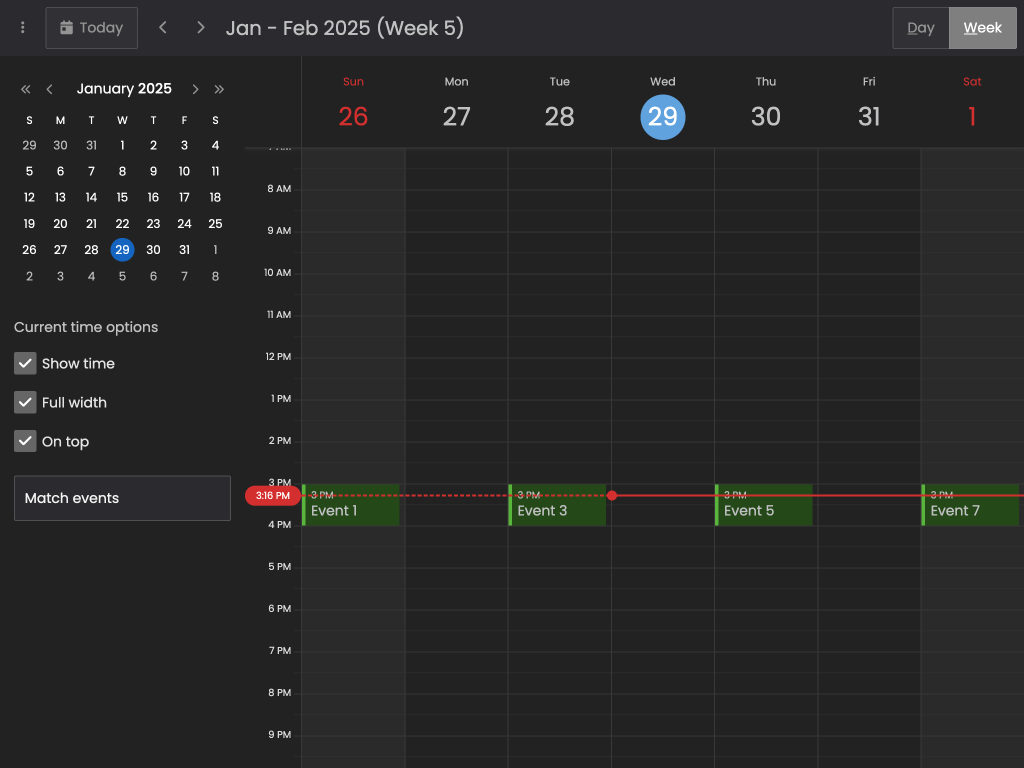 Today
Jan - Feb 2025 (Week 5)
Day
Week
January 2025
S M T W T F S
29 30 31 1 2 3 4
5 6 7 8 9 10 11
12 13 14 15 16 17 18
19 20 21 22 23 24 25
26 27 28 29 30 31 1
2 3 4 5 6 7 8
Current time options
Show time
Full width
On top
Match events
Sun Mon Tue Wed Thu Fri Sat
26 27 28 29 30 31 1
8 AM
9 AM
10 AM
11 AM
12 PM
1 PM
2 PM
3 PM
3:16 PM
3 PM
Event 1
3 PM
Event 3
3 PM
Event 5
3 PM
Event 7
4 PM
5 PM
6 PM
7 PM
8 PM
9 PM